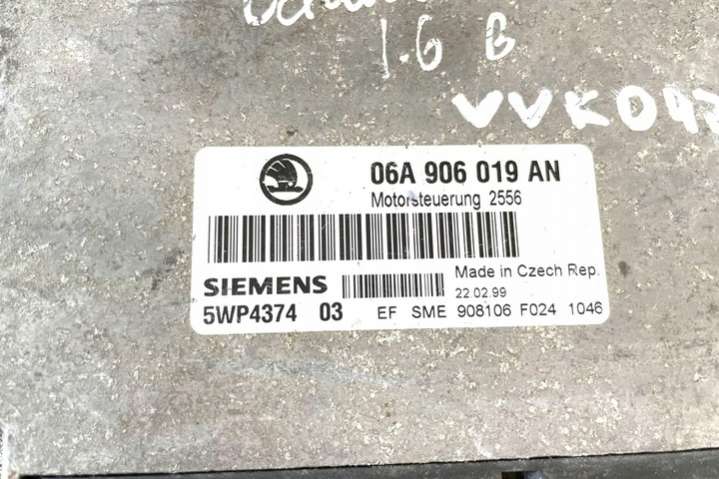 1.6 B
VVK047
06A 906 019 AN
Motorsteuerung 2556
SIEMENS
Made in Czech Rep.
22.02.99
5WP4374 03 EF SME 908106 F024 1046